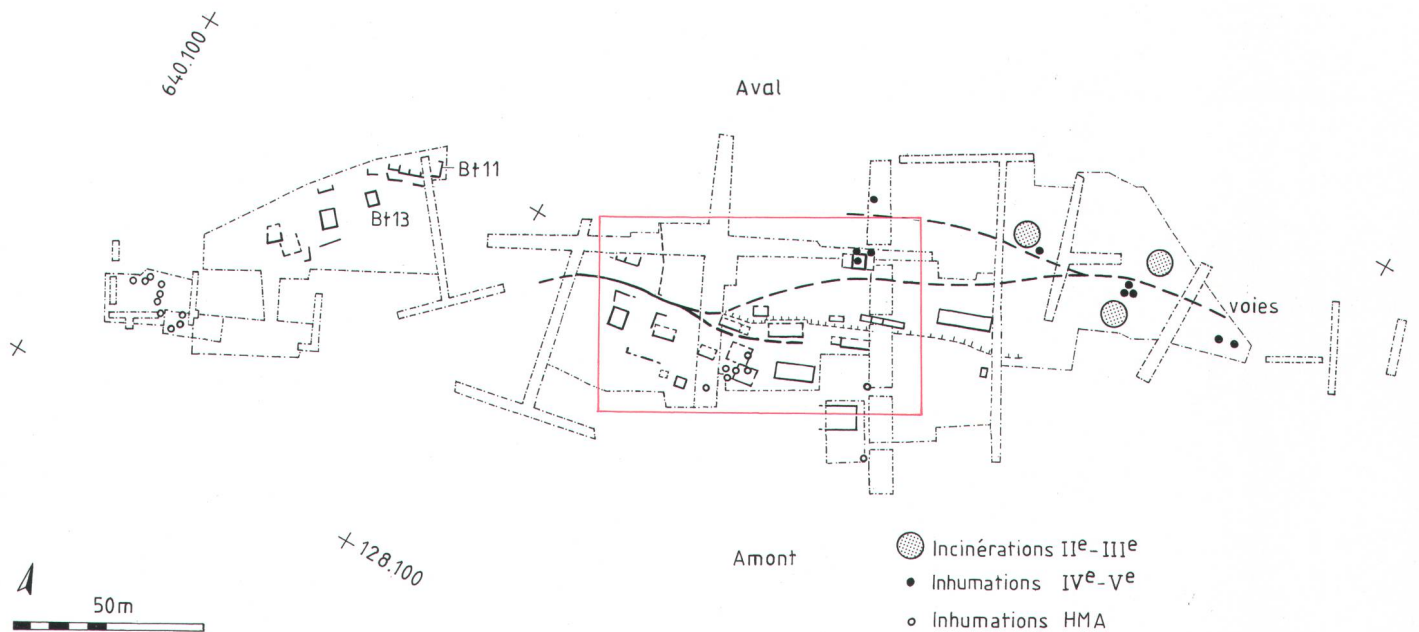 640.100
Aval
Bt11
Bt13
voies
128.100
Amont
50m
Incinérations IIe-IIIe
Inhumations IVe-Ve
Inhumations HMA